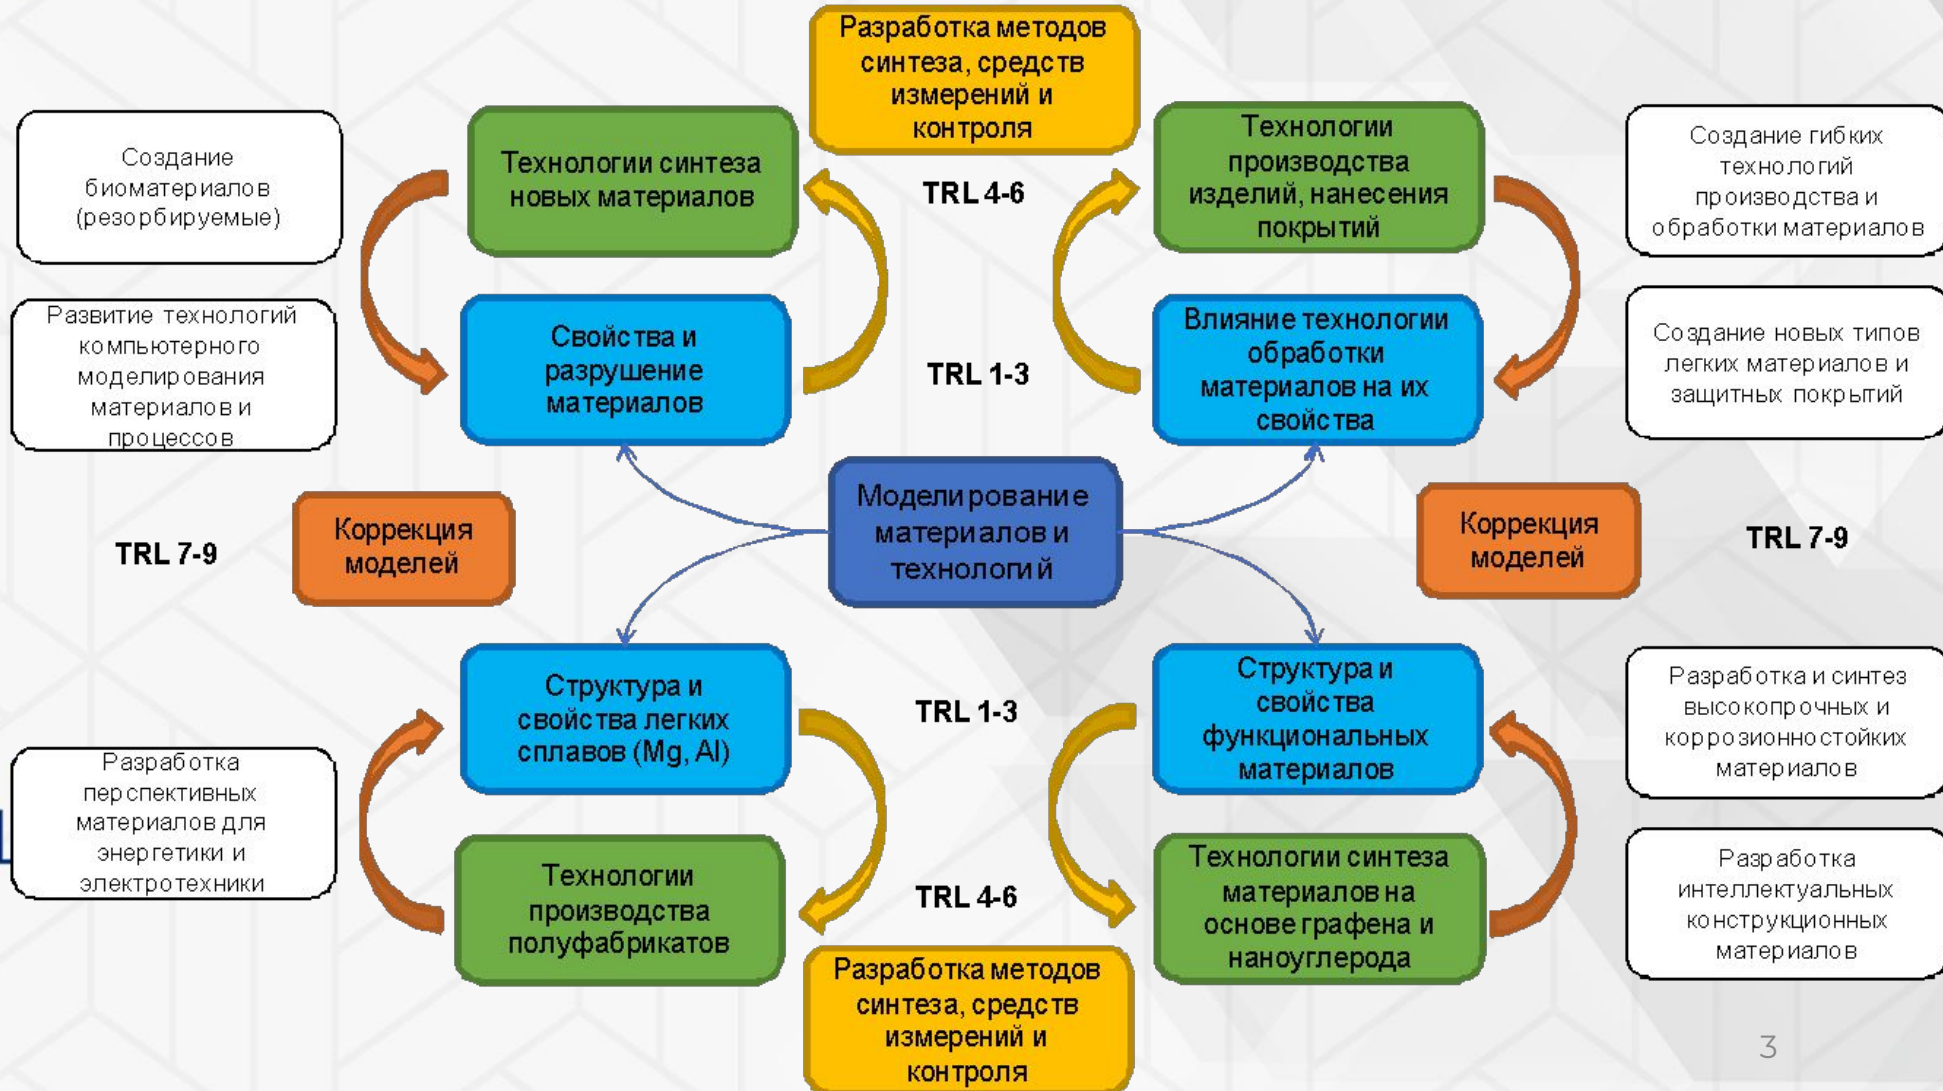 Разработка методов
синтеза, средств
измерений и
контроля
Создание
биоматериалов
(резорбируемые)
Технологии синтеза
новых материалов
TRL 4-6
Технологии
производства
изделий, нанесения
покрытий
Создание гибких
технологий
производства и
обработки материалов
Развитие технологий
компьютерного
моделирования
материалов и
процессов
Свойства и
разрушение
материалов
TRL 1-3
Влияние технологии
обработки
материалов на их
свойства
Создание новых типов
легких материалов и
защитных покрытий
TRL 7-9
Коррекция
моделей
Моделирование
материалов и
технологий
Коррекция
моделей
TRL 7-9
Структура и
свойства легких
сплавов (Mg, Al)
TRL 1-3
Структура и
свойства
функциональных
материалов
Разработка и синтез
высокопрочных и
коррозионностойких
материалов
Разработка
перспективных
материалов для
энергетики и
электротехники
Технологии
производства
полуфабрикатов
TRL 4-6
Технологии синтеза
материалов на
основе графена и
наноуглерода
Разработка
интеллектуальных
конструкционных
материалов
Разработка методов
синтеза, средств
измерений и
контроля
3